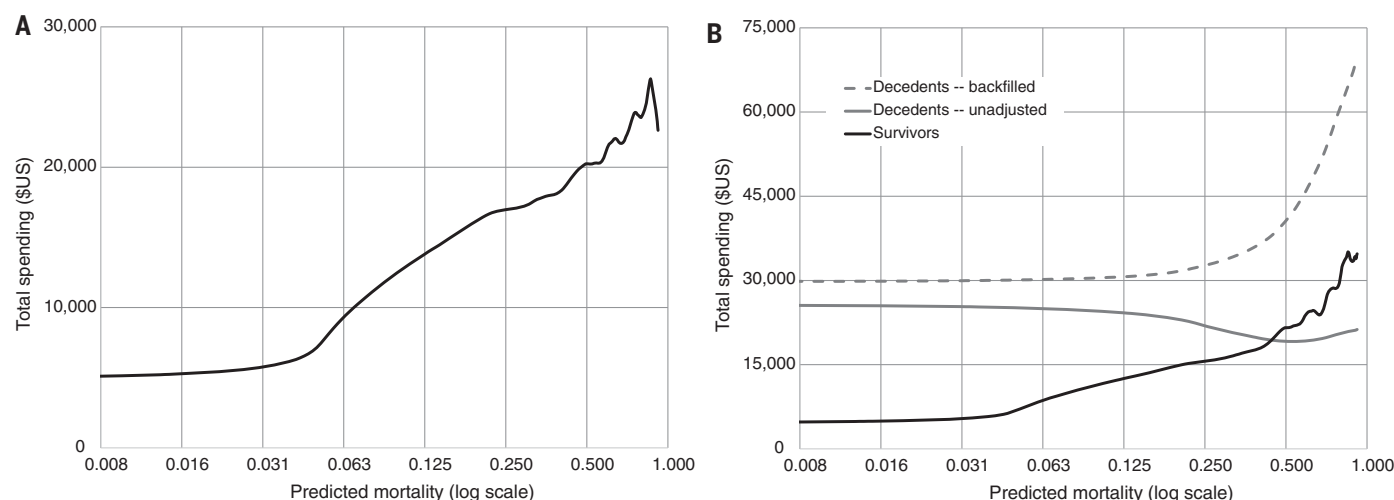 A
30,000
20,000
10,000
0
Total spending ($US)
0.008 0.016 0.031 0.063 0.125 0.250 0.500 1.000
Predicted mortality (log scale)
B
75,000
60,000
45,000
30,000
15,000
0
Total spending ($US)
Decedents -- backfilled
Decedents -- unadjusted
Survivors
0.008 0.016 0.031 0.063 0.125 0.250 0.500 1.000
Predicted mortality (log scale)